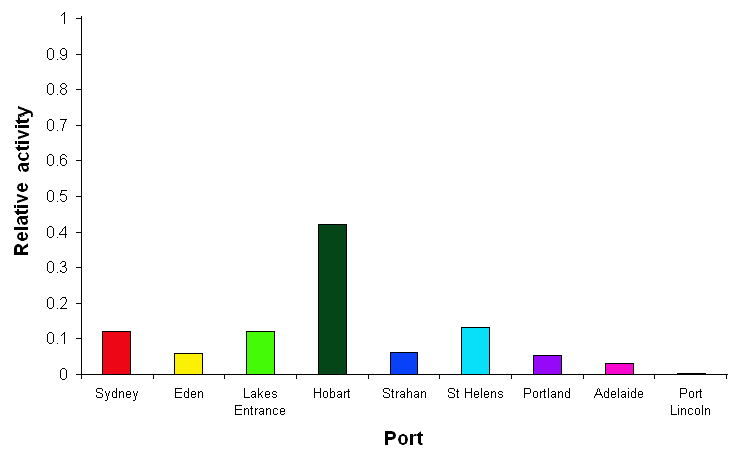 1
0.9
0.8
0.7
0.6
0.5
0.4
0.3
0.2
0.1
0
Relative activity
Sydney
Eden
Lakes
Entrance
Hobart
Strahan
St Helens
Portland
Adelaide
Port
Lincoln
Port